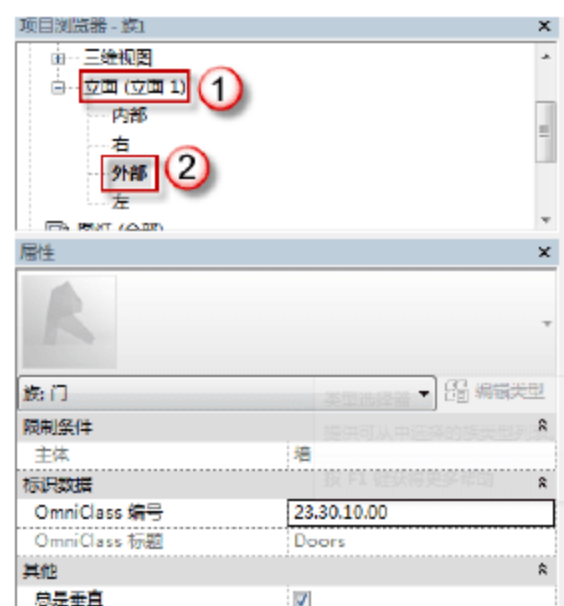 项目浏览器 - 族1
三维视图
立面 (立面 1)
1
内部
右
外部
2
左
图纸 (全部)
属性
族: 门
编辑类型
类型选择器
限制条件
提供可从中选择的族类型列表
主体
墙
按 F1 键获得更多帮助
标识数据
OmniClass 编号
23.30.10.00
OmniClass 标题
Doors
其他
总是垂直